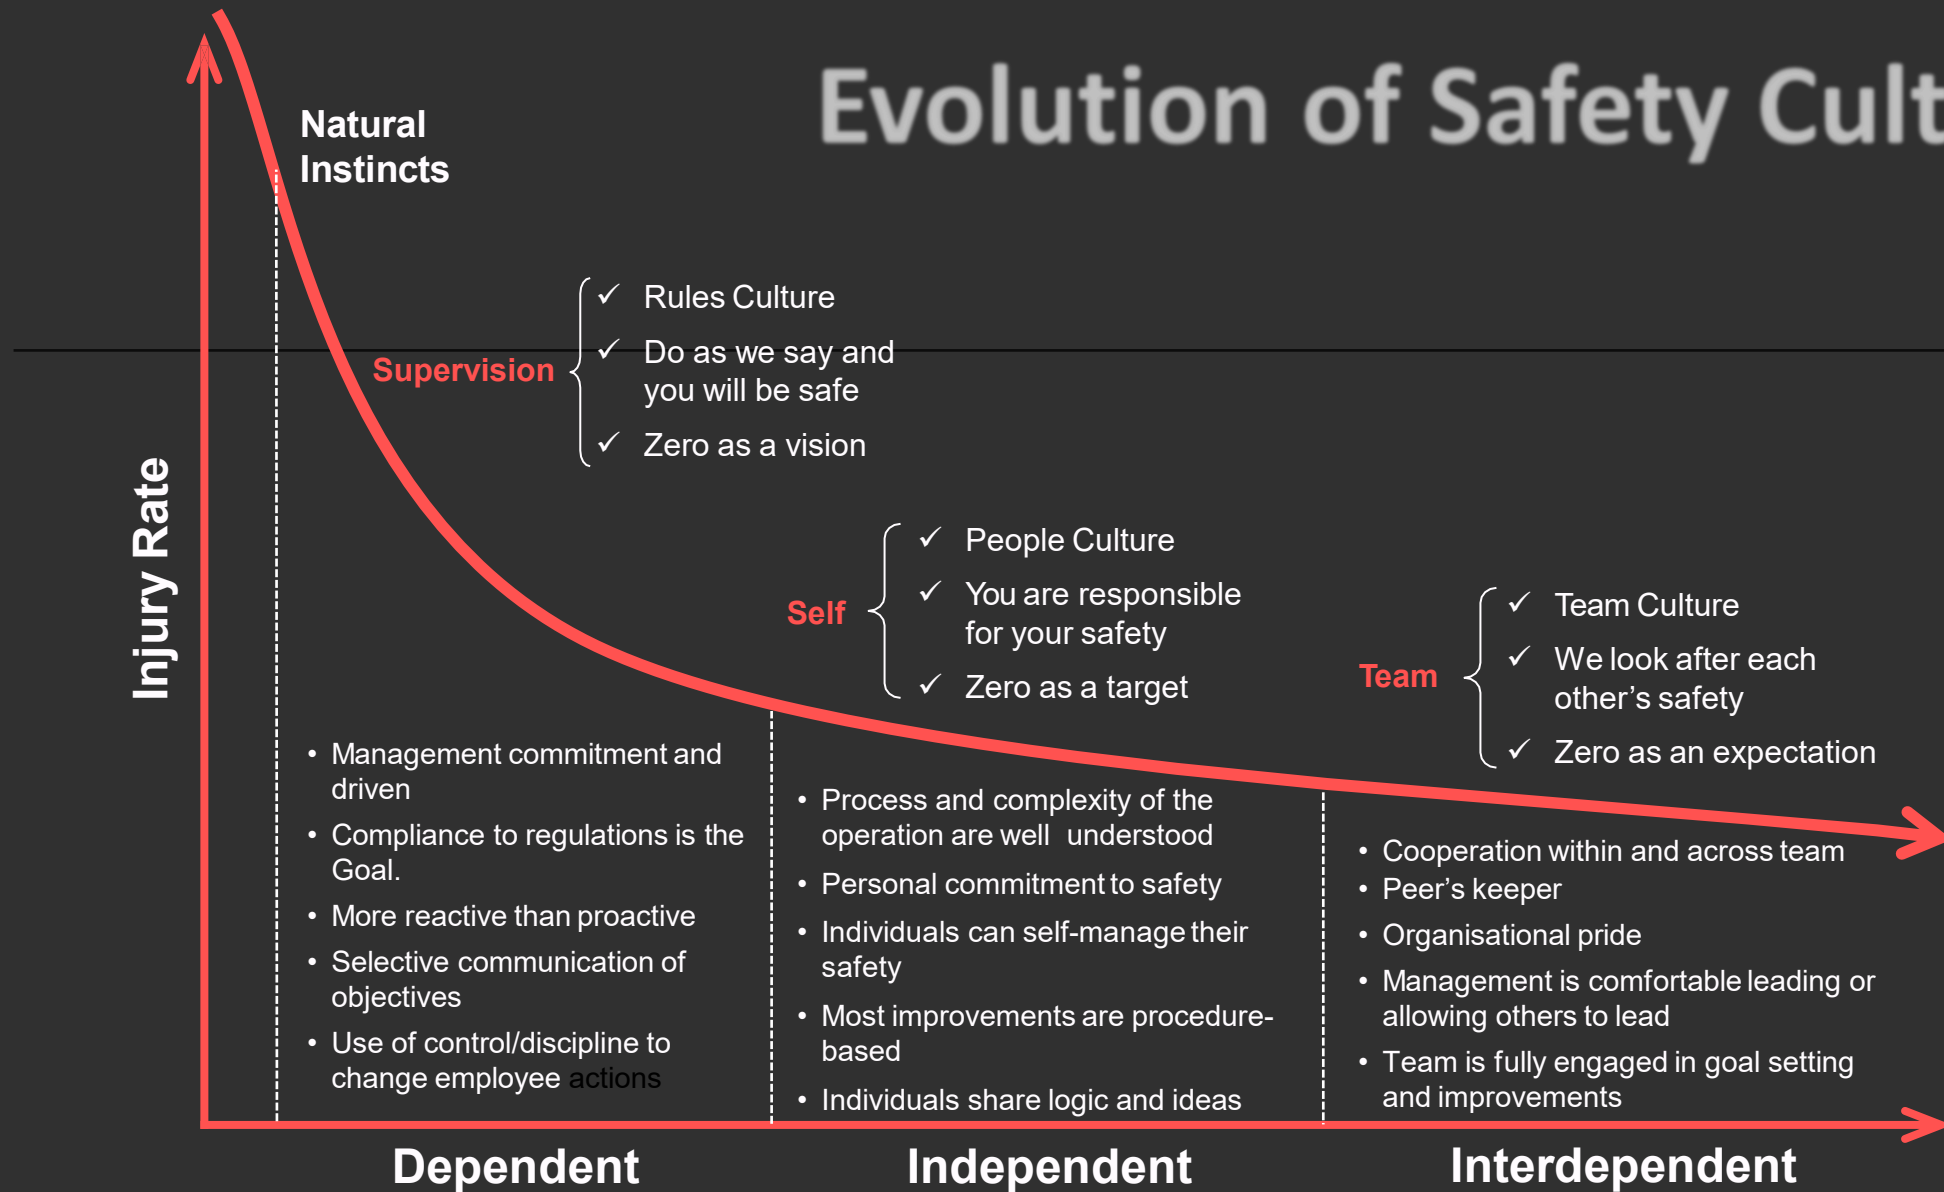 Evolution of Safety Cult
Natural
Instincts
Rules Culture
Do as we say and
you will be safe
Zero as a vision
Supervision
Injury Rate
People Culture
You are responsible
for your safety
Zero as a target
Self
Team Culture
We look after each
other's safety
Zero as an expectation
Team
• Management commitment and
driven
• Compliance to regulations is the
Goal.
• More reactive than proactive
• Selective communication of
objectives
• Use of control/discipline to
change employee actions
• Process and complexity of the
operation are well understood
• Personal commitment to safety
• Individuals can self-manage their
safety
• Most improvements are procedure-
based
• Individuals share logic and ideas
• Cooperation within and across team
• Peer's keeper
• Organisational pride
• Management is comfortable leading or
allowing others to lead
• Team is fully engaged in goal setting
and improvements
Dependent
Independent
Interdependent